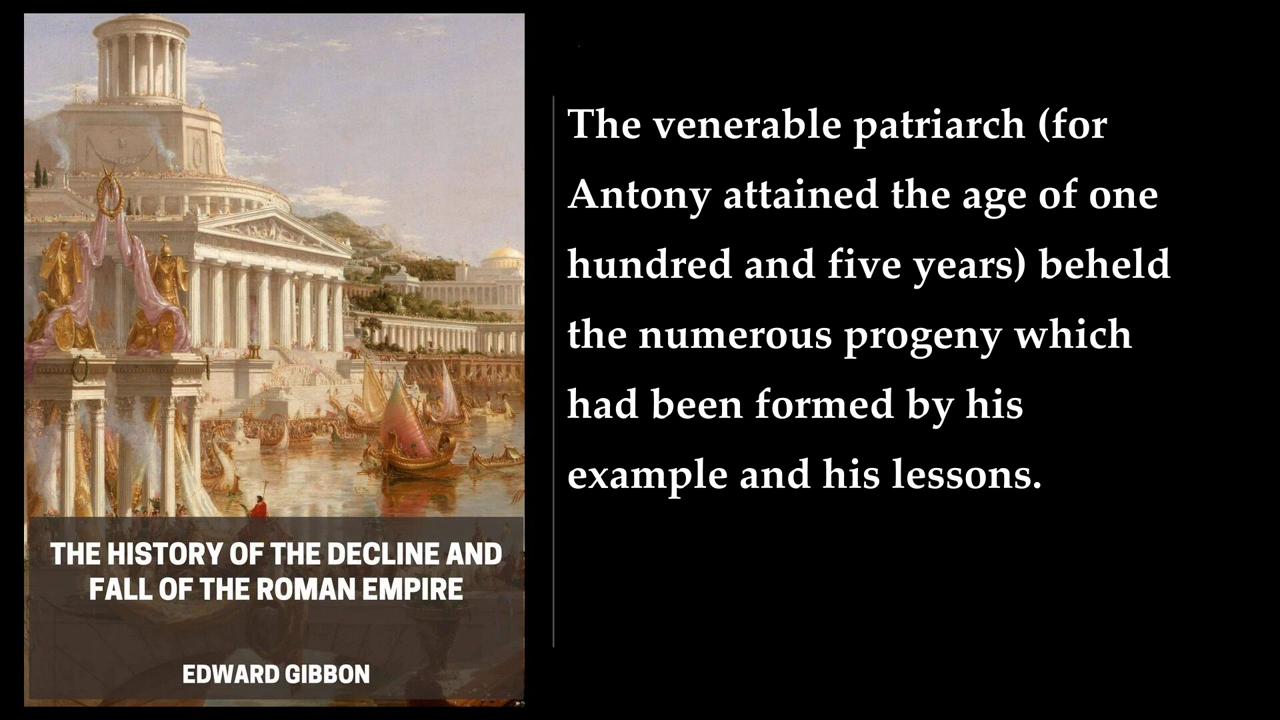 THE HISTORY OF THE DECLINE AND
FALL OF THE ROMAN EMPIRE
EDWARD GIBBON
The venerable patriarch (for
Antony attained the age of one
hundred and five years) beheld
the numerous progeny which
had been formed by his
example and his lessons.